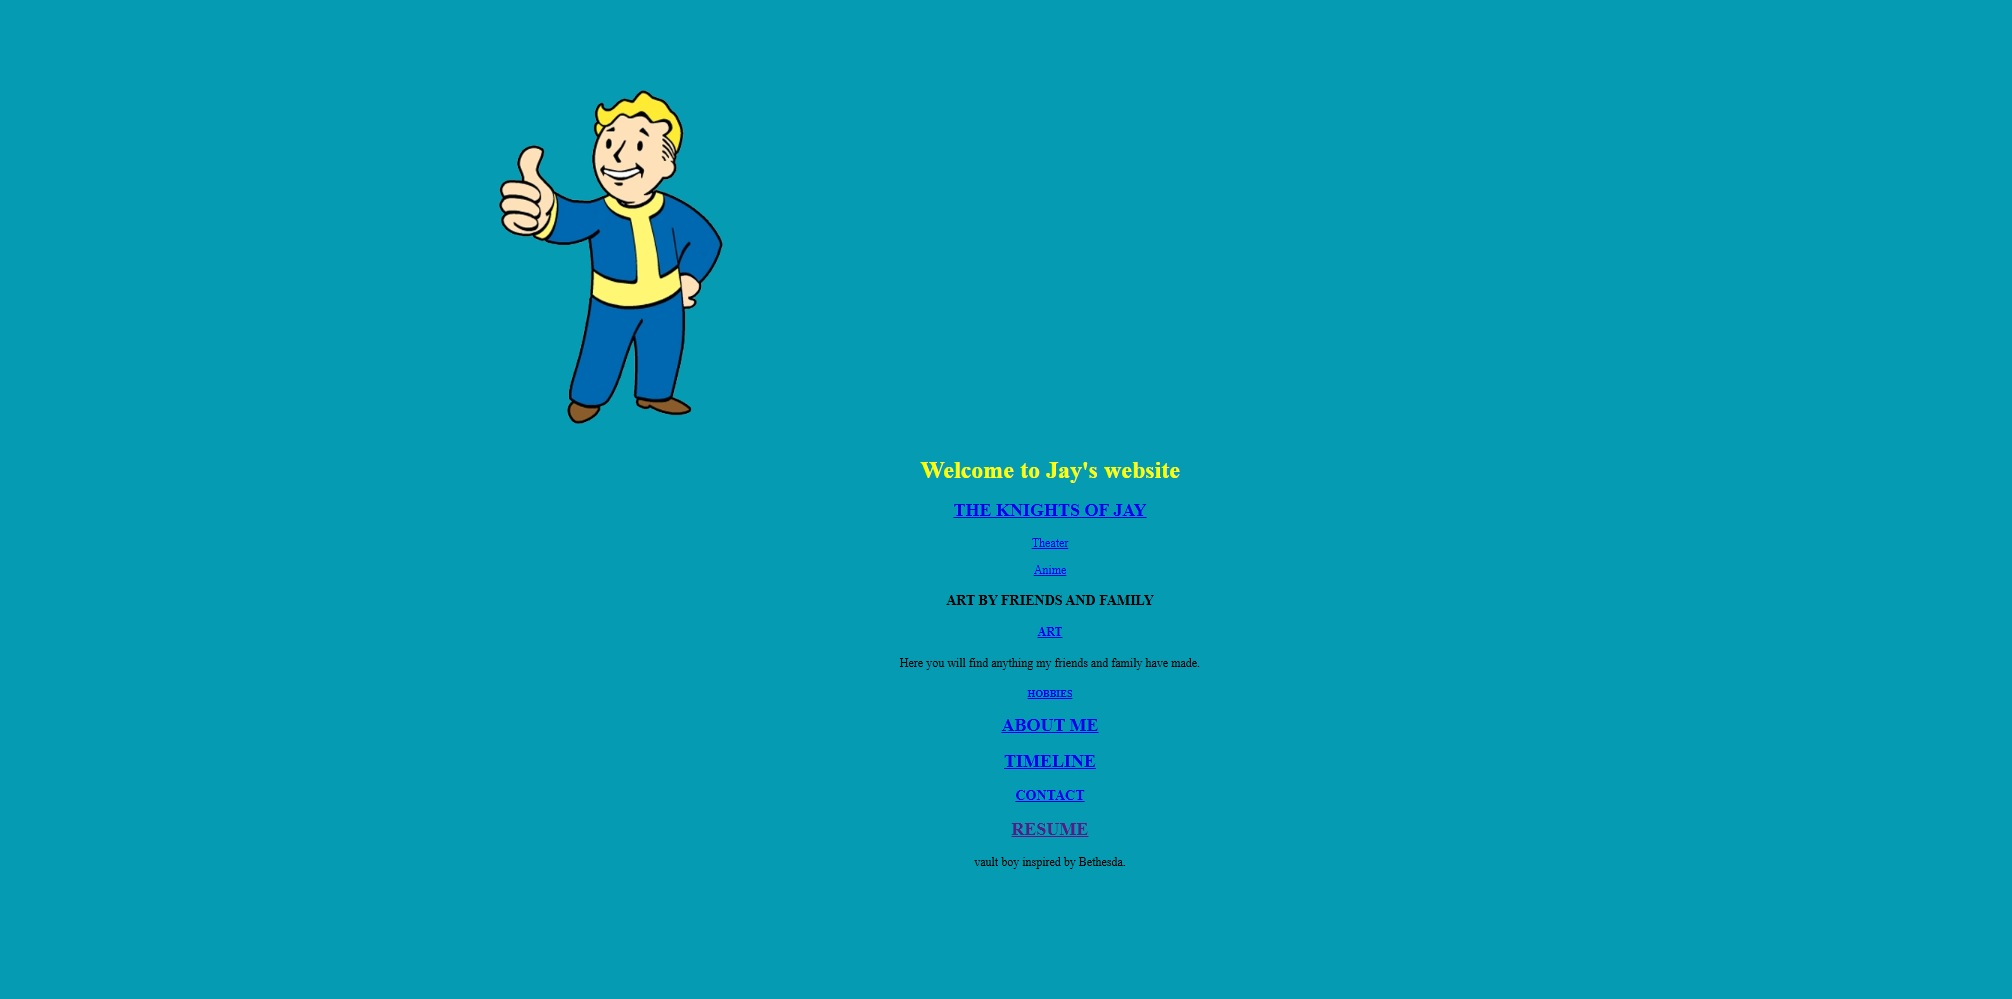 Welcome to Jay's website
THE KNIGHTS OF JAY
Theater
Anime
ART BY FRIENDS AND FAMILY
ART
Here you will find anything my friends and family have made.
HOBBIES
ABOUT ME
TIMELINE
CONTACT
RESUME
vault boy inspired by Bethesda.